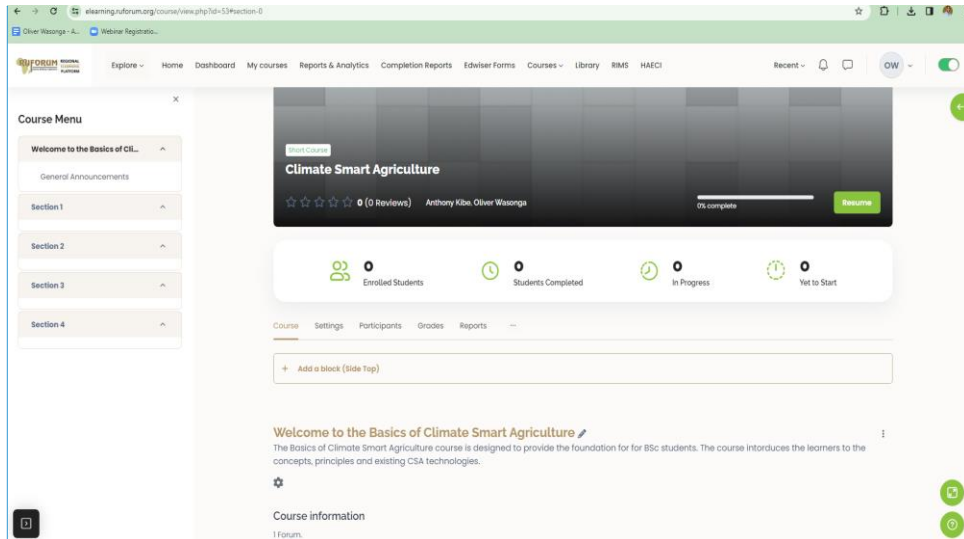 elearning.ruforum.org/course/view.php?id=53#section-0
Oliver Wasonga - A... Webinar Registratio...
RUFORUM REGIONAL
Explore Home Dashboard My courses Reports & Analytics Completion Reports Edwiser Forms Courses Library RIMS HAECI Recent OW
Course Menu
Welcome to the Basics of Cli...
General Announcements
Section 1
Section 2
Section 3
Section 4
Short Course
Climate Smart Agriculture
0 (0 Reviews) Anthony Kibe, Oliver Wasonga
0% complete
Resume
0 Enrolled Students
0 Students Completed
0 In Progress
0 Yet to Start
Course Settings Participants Grades Reports ...
+ Add a block (Side Top)
Welcome to the Basics of Climate Smart Agriculture
The Basics of Climate Smart Agriculture course is designed to provide the foundation for for BSc students. The course intorduces the learners to the
concepts, principles and existing CSA technologies.
Course information
1 Forum.